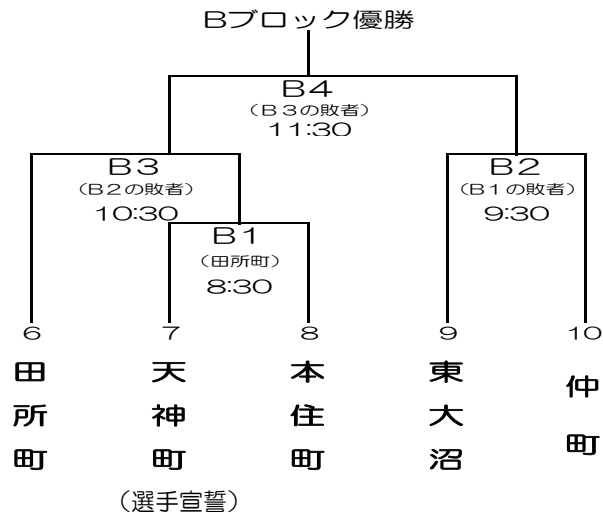 Bブロック優勝
B4
（B3の敗者）
11:30
B3
（B2の敗者）
10:30
B2
（B1の敗者）
9:30
B1
（田所町）
8:30
6
7
8
9
10
田所町
天神町
本住町
東大沼
仲町
（選手宣誓）